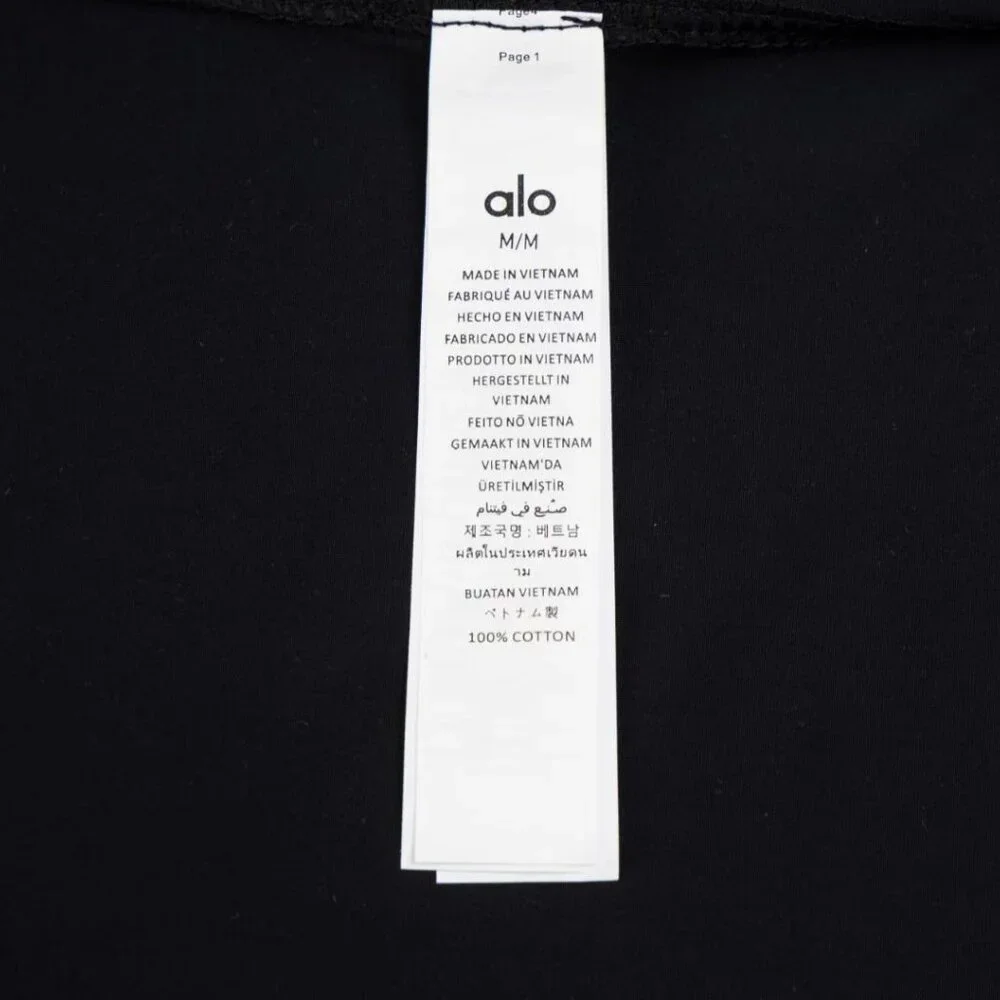 Page4
Page 1
alo
M/M
MADE IN VIETNAM
FABRIQUÉ AU VIETNAM
HECHO EN VIETNAM
FABRICADO EN VIETNAM
PRODOTTO IN VIETNAM
HERGESTELLT IN
VIETNAM
FEITO NÕ VIETNA
GEMAAKT IN VIETNAM
VIETNAM'DA
ÜRETİLMİŞTİR
صُنع في فيتنام
제조국명 : 베트남
ผลิตในประเทศเวียดน
าม
BUATAN VIETNAM
ベトナム製
100% COTTON